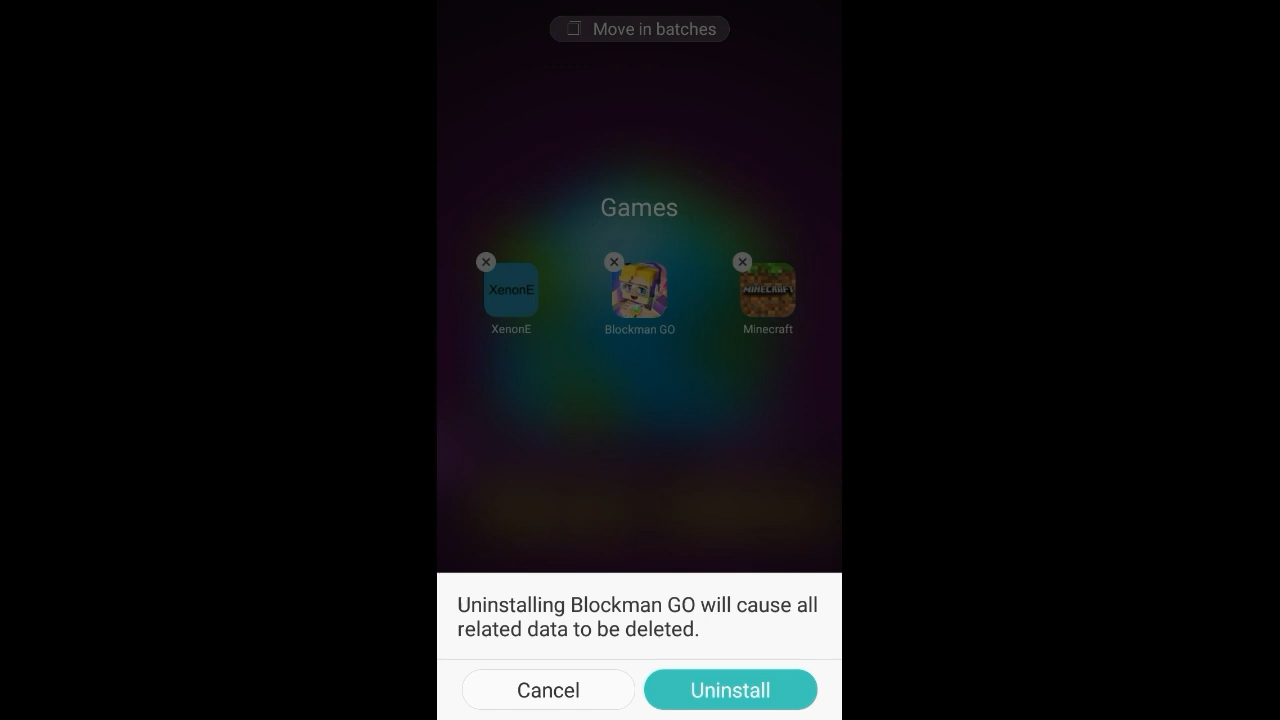 Move in batches
Games
XenonE
MINECRAFT
XenonE
Blockman GO
Minecraft
Uninstalling Blockman GO will cause all
related data to be deleted.
Cancel
Uninstall